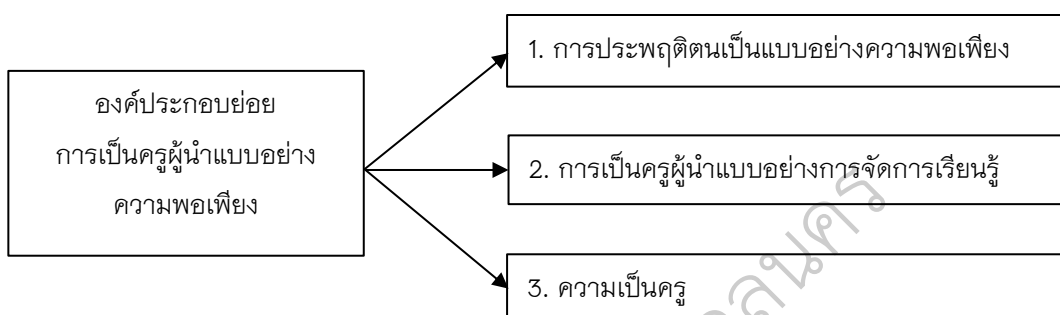 องค์ประกอบย่อย
การเป็นครูผู้นำแบบอย่าง
ความพอเพียง
1. การประพฤติตนเป็นแบบอย่างความพอเพียง
2. การเป็นครูผู้นำแบบอย่างการจัดการเรียนรู้
3. ความเป็นครู